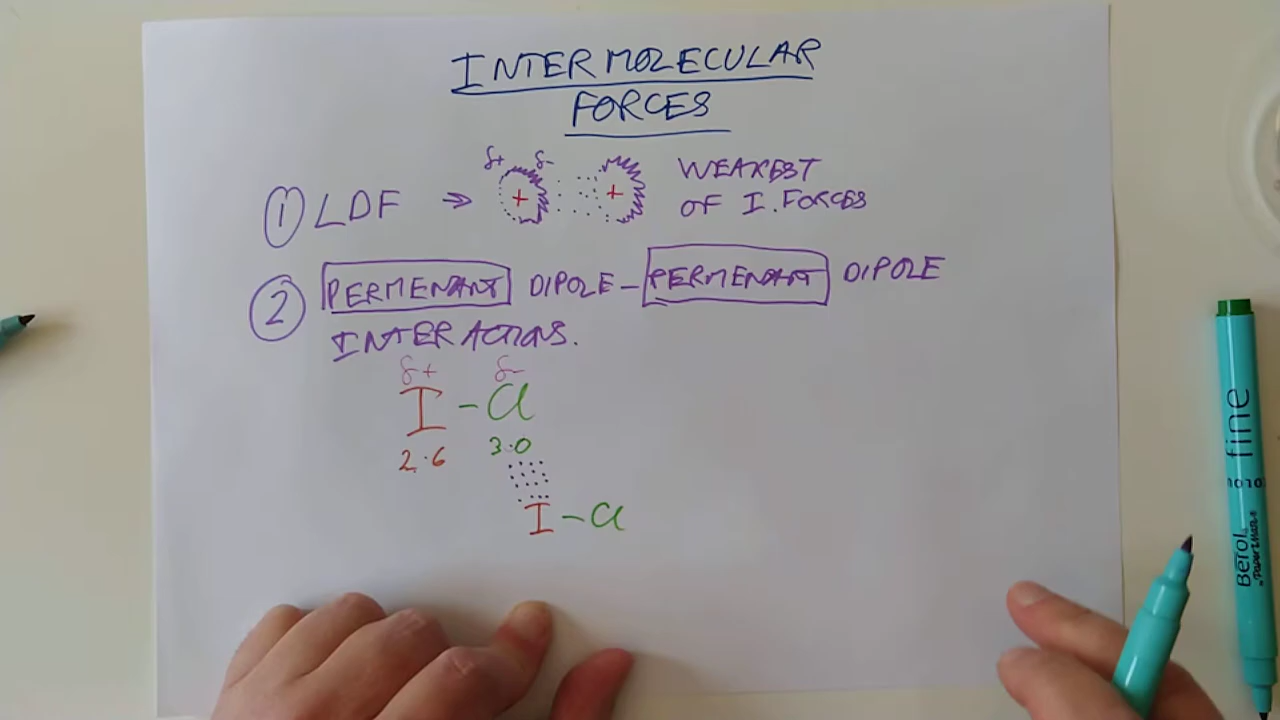 INTERMOLECULAR
FORCES
① LDF ⇒ δ+ δ- + + WEAKEST
OF I. FORCES
② PERMENANT DIPOLE - PERMENANT DIPOLE
INTERACTIONS.
δ+ δ-
I - Cl
2.6 3.0
I - Cl
Berol fine